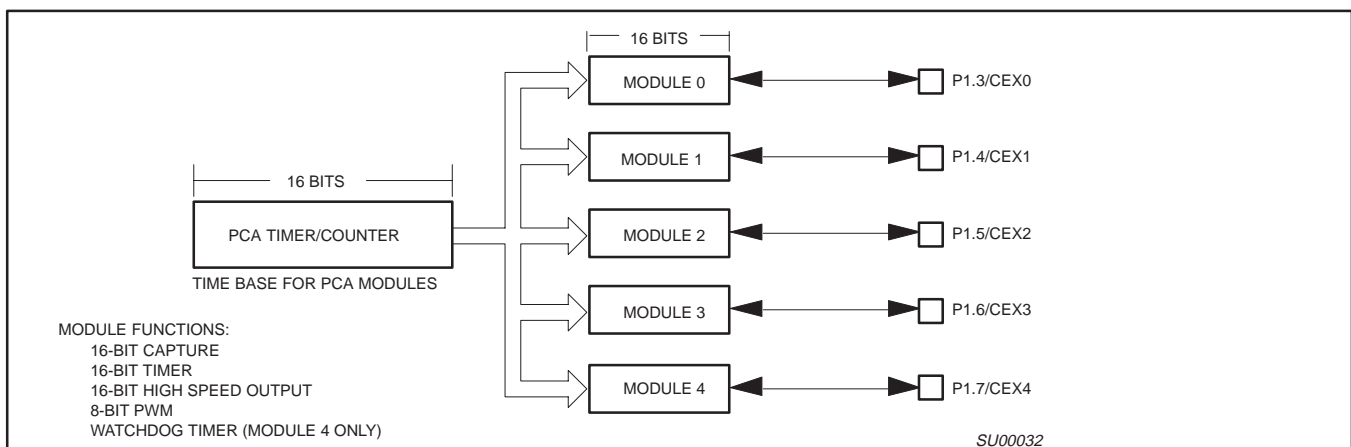 16 BITS
MODULE 0
P1.3/CEX0
MODULE 1
P1.4/CEX1
16 BITS
PCA TIMER/COUNTER
MODULE 2
P1.5/CEX2
TIME BASE FOR PCA MODULES
MODULE 3
P1.6/CEX3
MODULE FUNCTIONS:
16-BIT CAPTURE
16-BIT TIMER
16-BIT HIGH SPEED OUTPUT
8-BIT PWM
WATCHDOG TIMER (MODULE 4 ONLY)
MODULE 4
P1.7/CEX4
SU00032